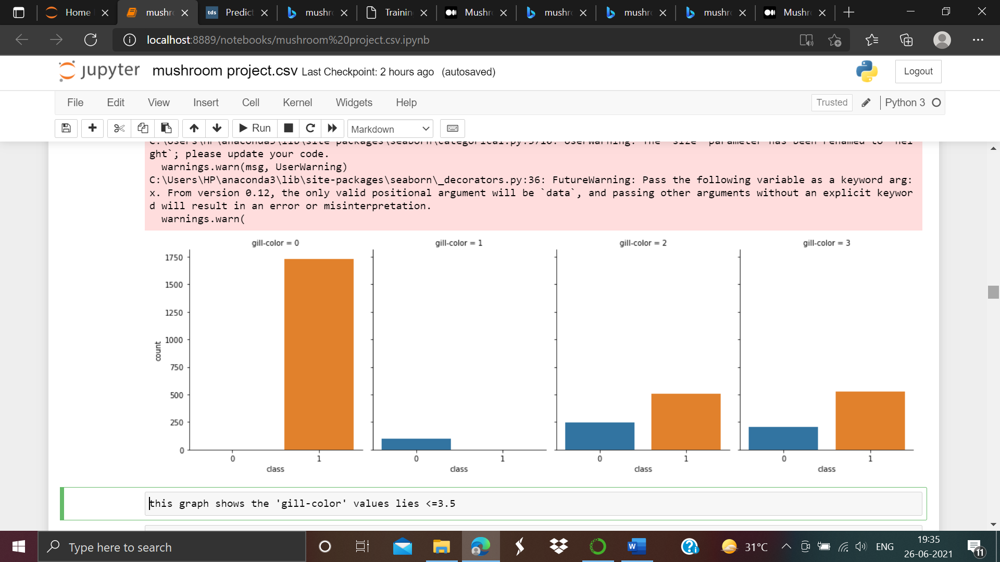 Home
mushr
tds Predict
mushr
Trainin
Mushr
mushr
mushr
mushr
Mushr
localhost:8889/notebooks/mushroom%20project.csv.ipynb
jupyter mushroom project.csv Last Checkpoint: 2 hours ago (autosaved)
Logout
File Edit View Insert Cell Kernel Widgets Help
Trusted Python 3
Run Markdown
ght`; please update your code.
warnings.warn(msg, UserWarning)
C:\Users\HP\anaconda3\lib\site-packages\seaborn\_decorators.py:36: FutureWarning: Pass the following variable as a keyword arg:
x. From version 0.12, the only valid positional argument will be `data`, and passing other arguments without an explicit keywor
d will result in an error or misinterpretation.
warnings.warn(
gill-color = 0 gill-color = 1 gill-color = 2 gill-color = 3
1750
1500
1250
1000
750
500
250
0
count
0 1 0 1 0 1 0 1
class class class class
this graph shows the 'gill-color' values lies <=3.5
Type here to search
W
31°C
ENG
19:35
26-06-2021
11